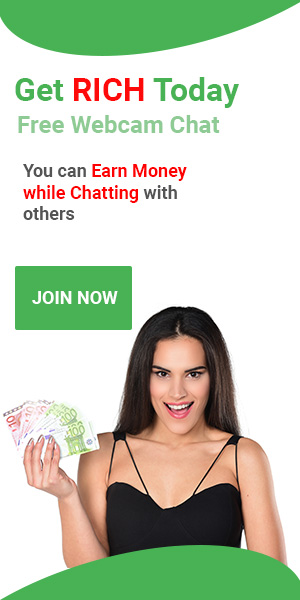 Get RICH Today
Free Webcam Chat
You can Earn Money
while Chatting with
others
JOIN NOW